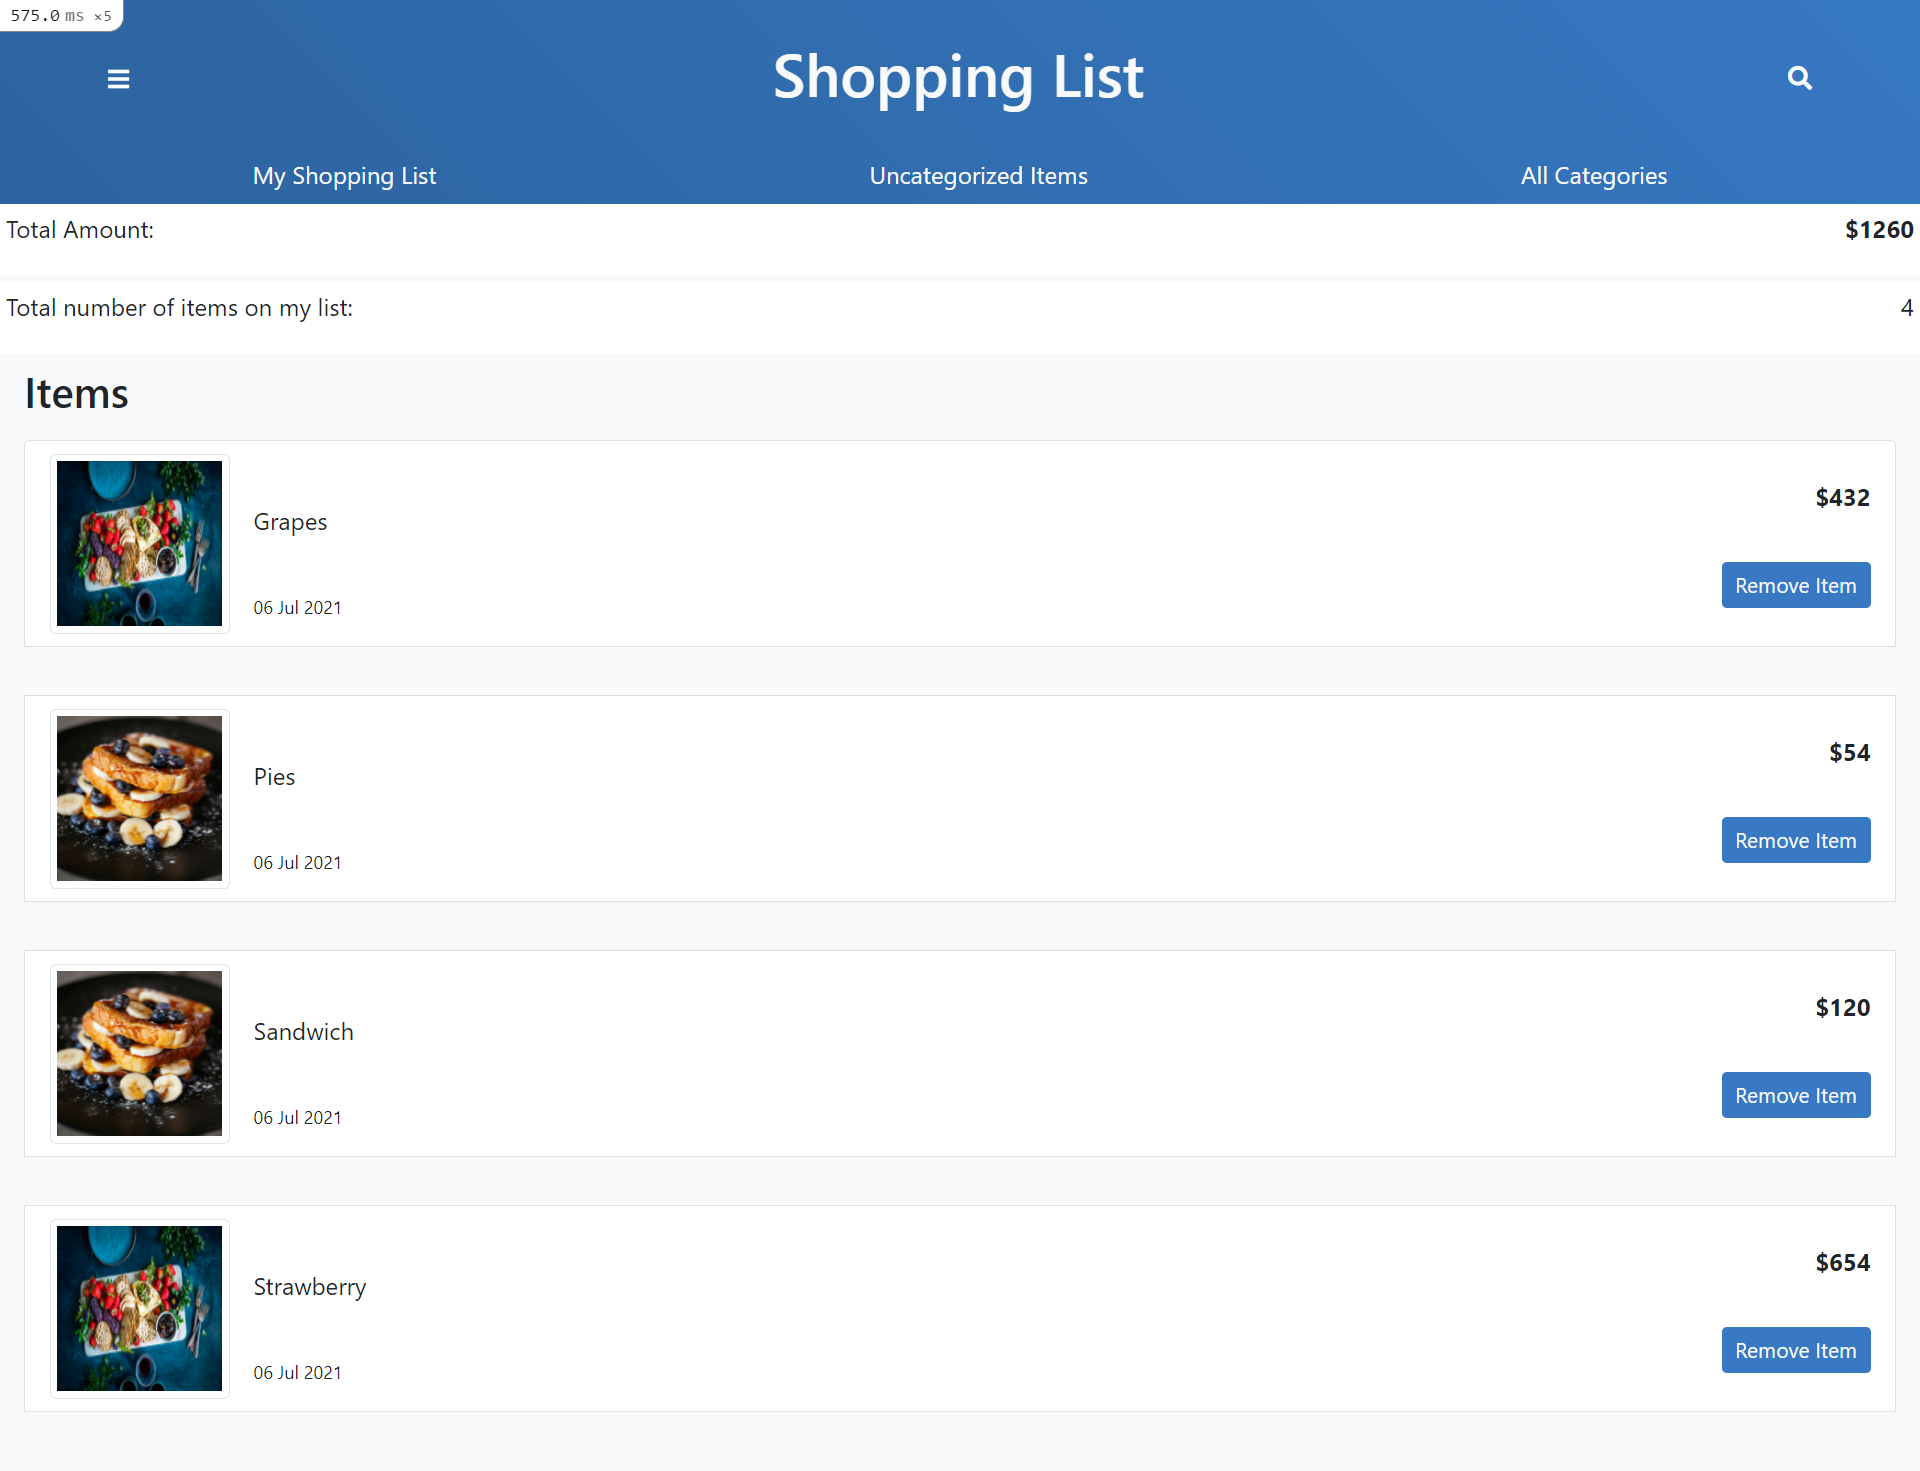 575.0 ms ×5
Shopping List
My Shopping List Uncategorized Items All Categories
Total Amount: $1260
Total number of items on my list: 4
Items
Grapes
$432
06 Jul 2021
Remove Item
Pies
$54
06 Jul 2021
Remove Item
Sandwich
$120
06 Jul 2021
Remove Item
Strawberry
$654
06 Jul 2021
Remove Item